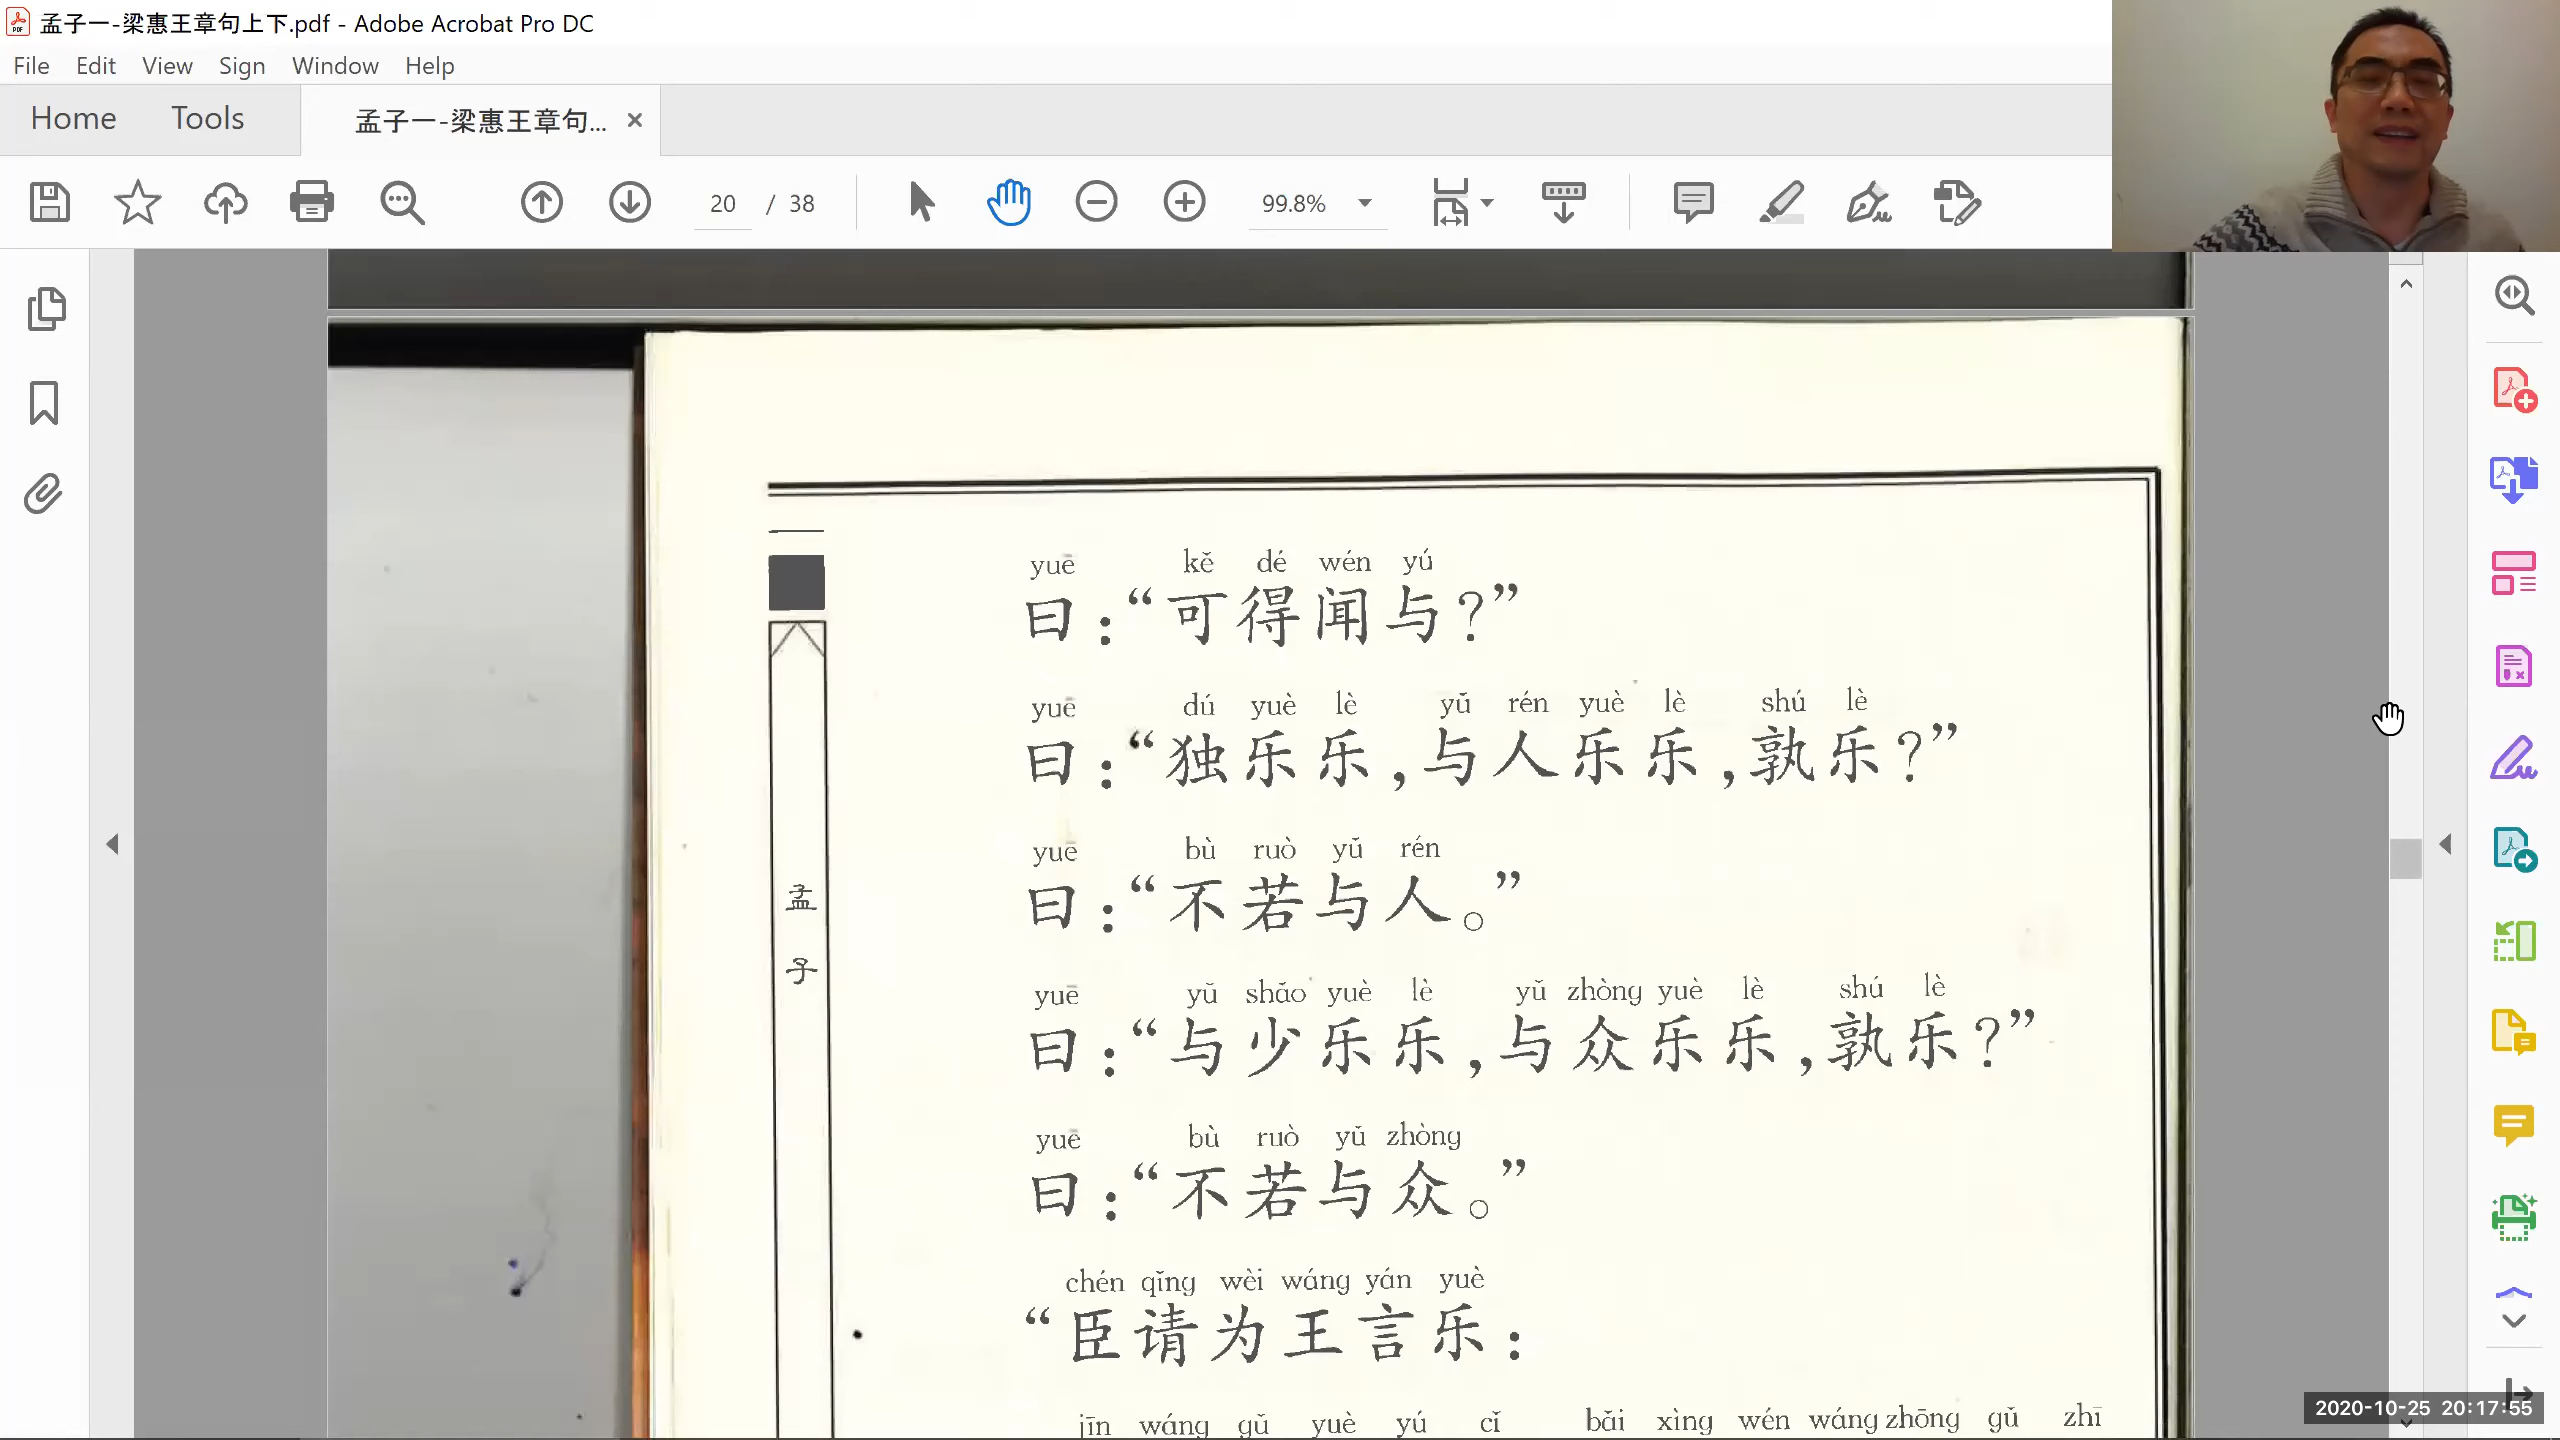 孟子一-梁惠王章句上下.pdf - Adobe Acrobat Pro DC
File Edit View Sign Window Help
Home Tools 孟子一-梁惠王章句... ×
20 / 38 99.8%
yuē kě dé wén yú
曰：“可得闻与？”
yuē dú yuè lè yǔ rén yuè lè shú lè
曰：“独乐乐，与人乐乐，孰乐？”
yuē bù ruò yǔ rén
曰：“不若与人。”
yuē yǔ shǎo yuè lè yǔ zhòng yuè lè shú lè
曰：“与少乐乐，与众乐乐，孰乐？”
yuē bù ruò yǔ zhòng
曰：“不若与众。”
chén qǐng wèi wáng yán yuè
“臣请为王言乐：
jīn wáng gǔ yuè yú cǐ bǎi xìng wén wáng zhōng gǔ zhī
孟子
2020-10-25 20:17:55